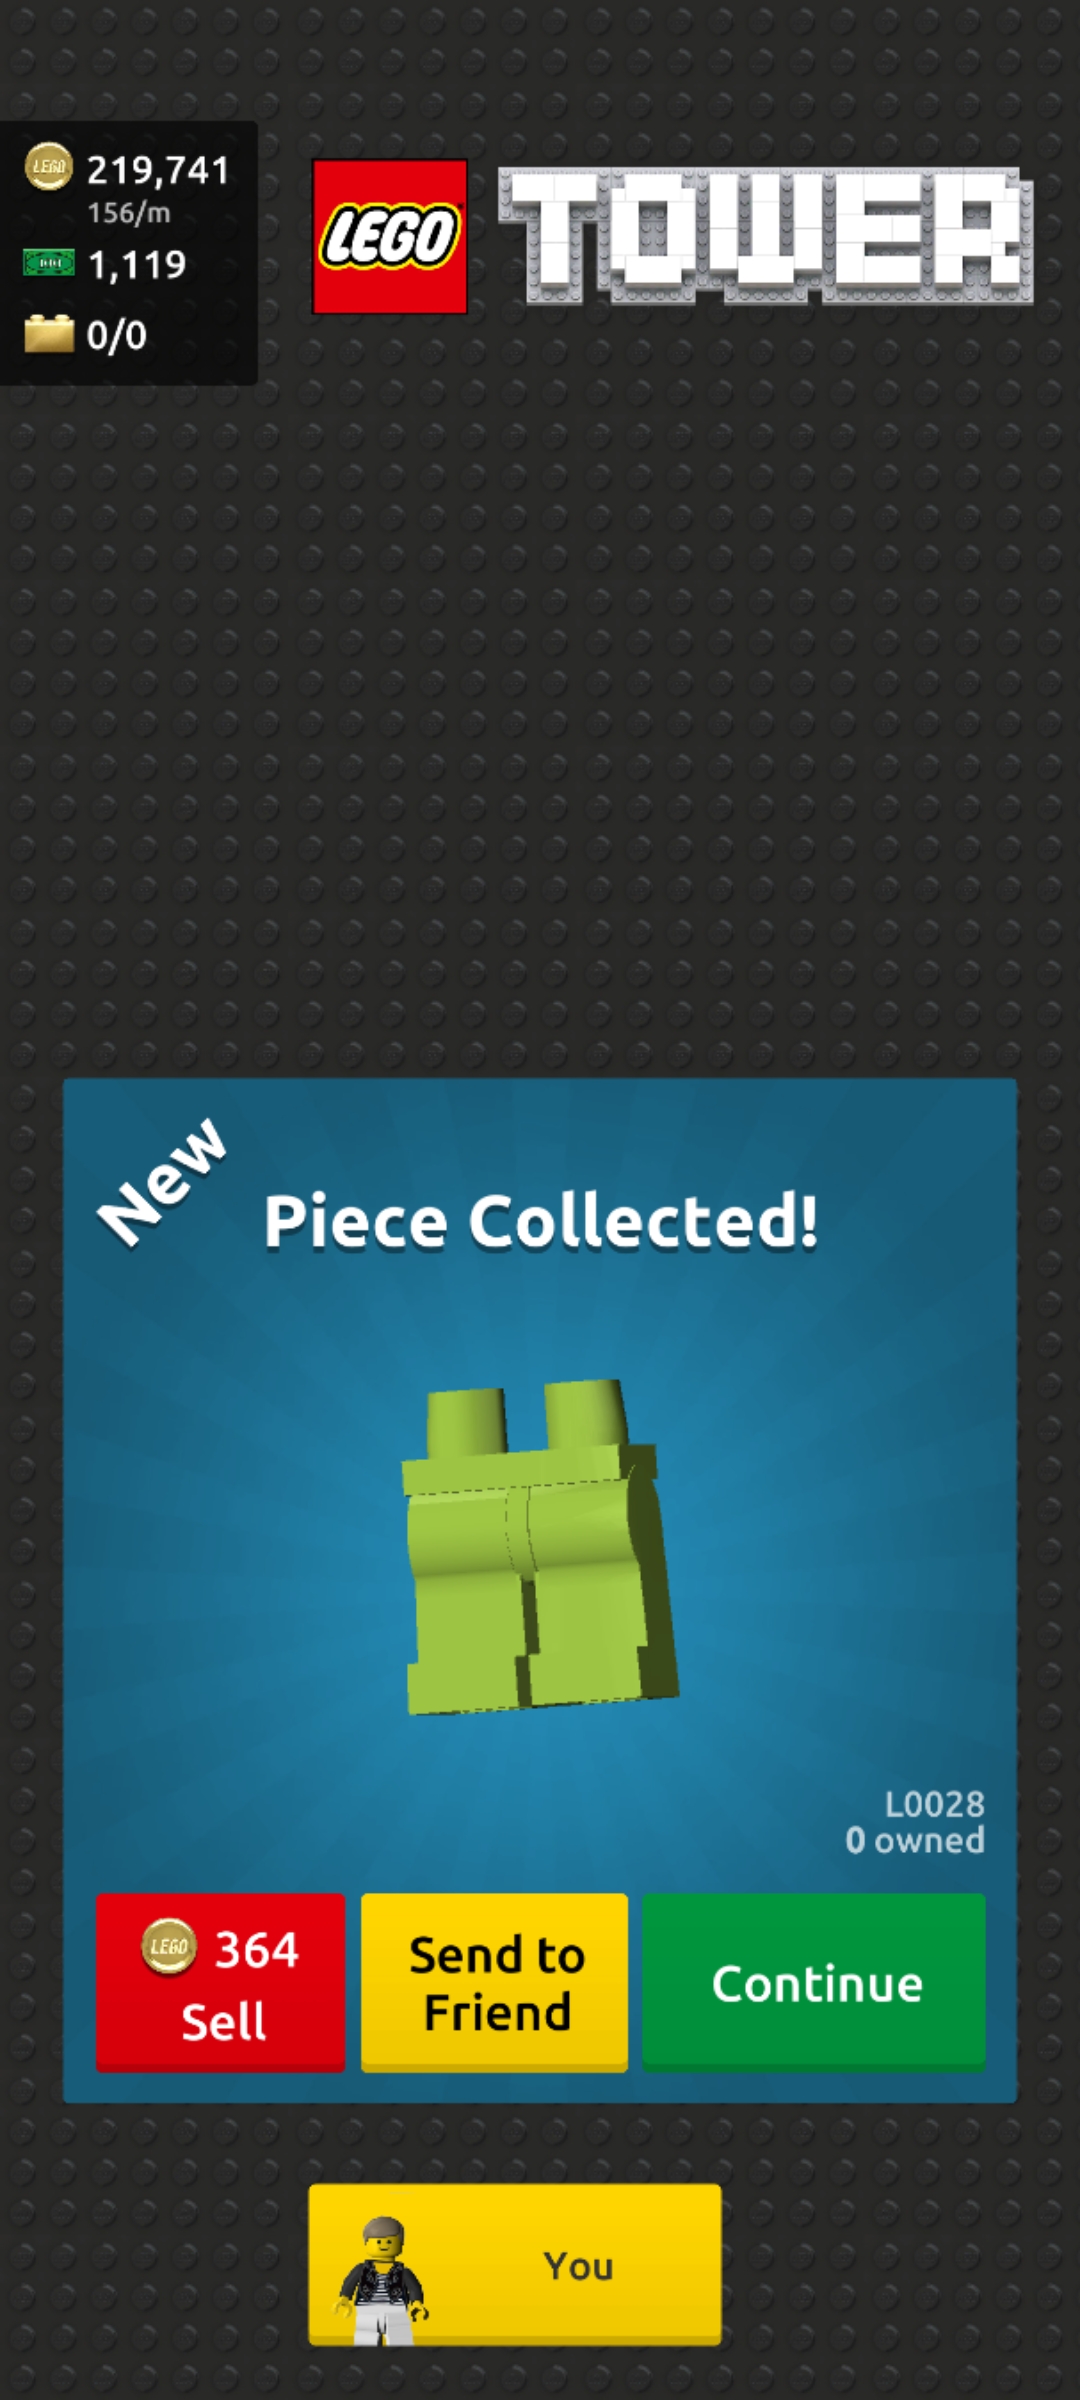 LEGO 219,741
156/m
1,119
0/0
LEGO TOWER
New
Piece Collected!
L0028
0 owned
LEGO 364
Sell
Send to
Friend
Continue
You